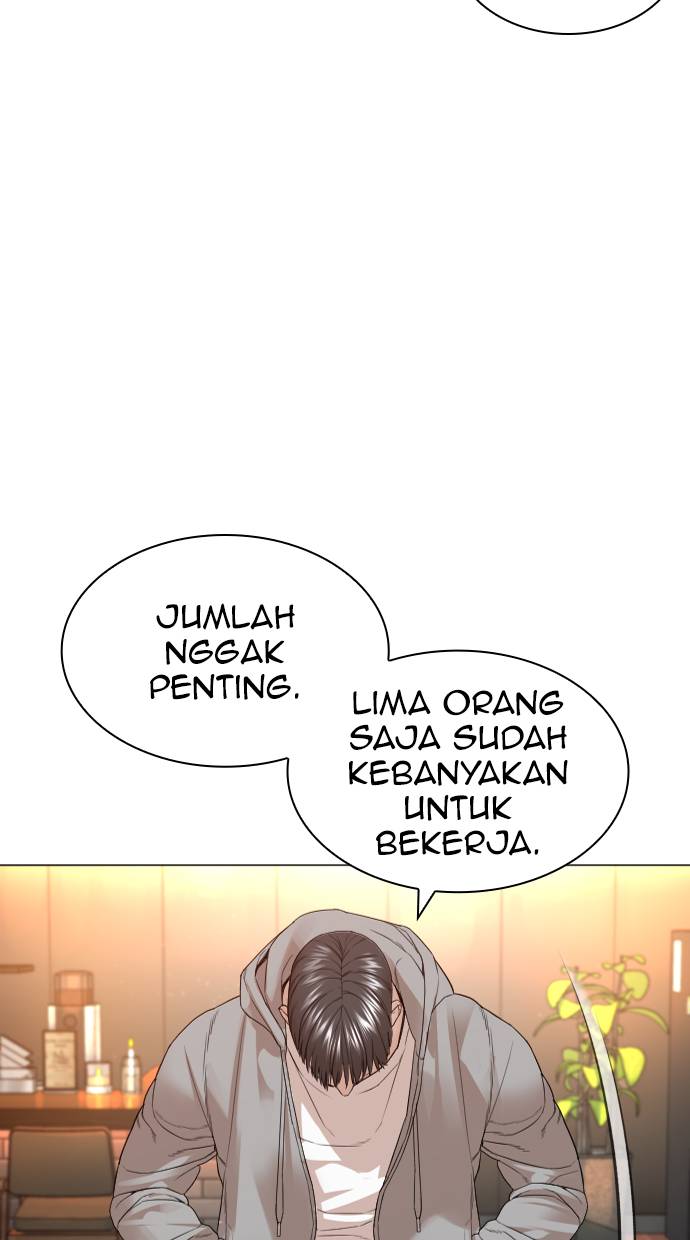 JUMLAH
NGGAK
PENTING.
LIMA ORANG
SAJA SUDAH
KEBANYAKAN
UNTUK
BEKERJA.